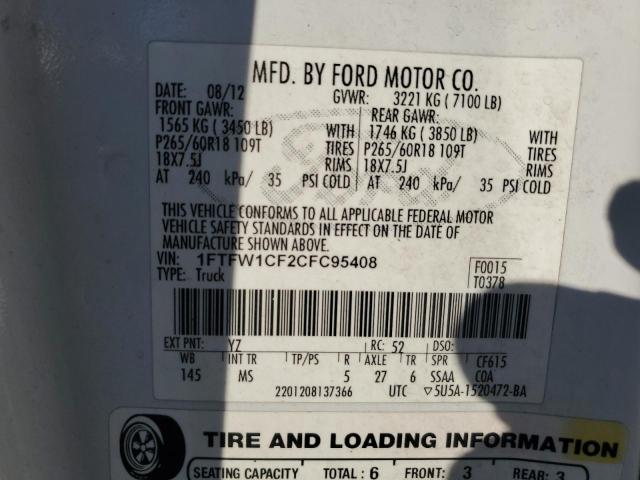 MFD. BY FORD MOTOR CO.
DATE: 08/12 GVWR: 3221 KG ( 7100 LB)
FRONT GAWR: REAR GAWR:
1565 KG ( 3450 LB) WITH 1746 KG ( 3850 LB) WITH
P265/60R18 109T TIRES P265/60R18 109T TIRES
18X7.5J RIMS 18X7.5J RIMS
AT 240 kPa/ 35 PSI COLD AT 240 kPa/ 35 PSI COLD
THIS VEHICLE CONFORMS TO ALL APPLICABLE FEDERAL MOTOR
VEHICLE SAFETY STANDARDS IN EFFECT ON THE DATE OF
MANUFACTURE SHOWN ABOVE.
VIN: 1FTFW1CF2CFC95408 F0015
TYPE: Truck T0378
EXT PNT: YZ RC: 52 DSO:
WB INT TR TP/PS R AXLE TR SPR CF615
145 MS 5 27 6 SSAA COA
2201208137366 UTC ▽5U5A-1520472-BA
TIRE AND LOADING INFORMATION
SEATING CAPACITY TOTAL: 6 FRONT: 3 REAR: 3